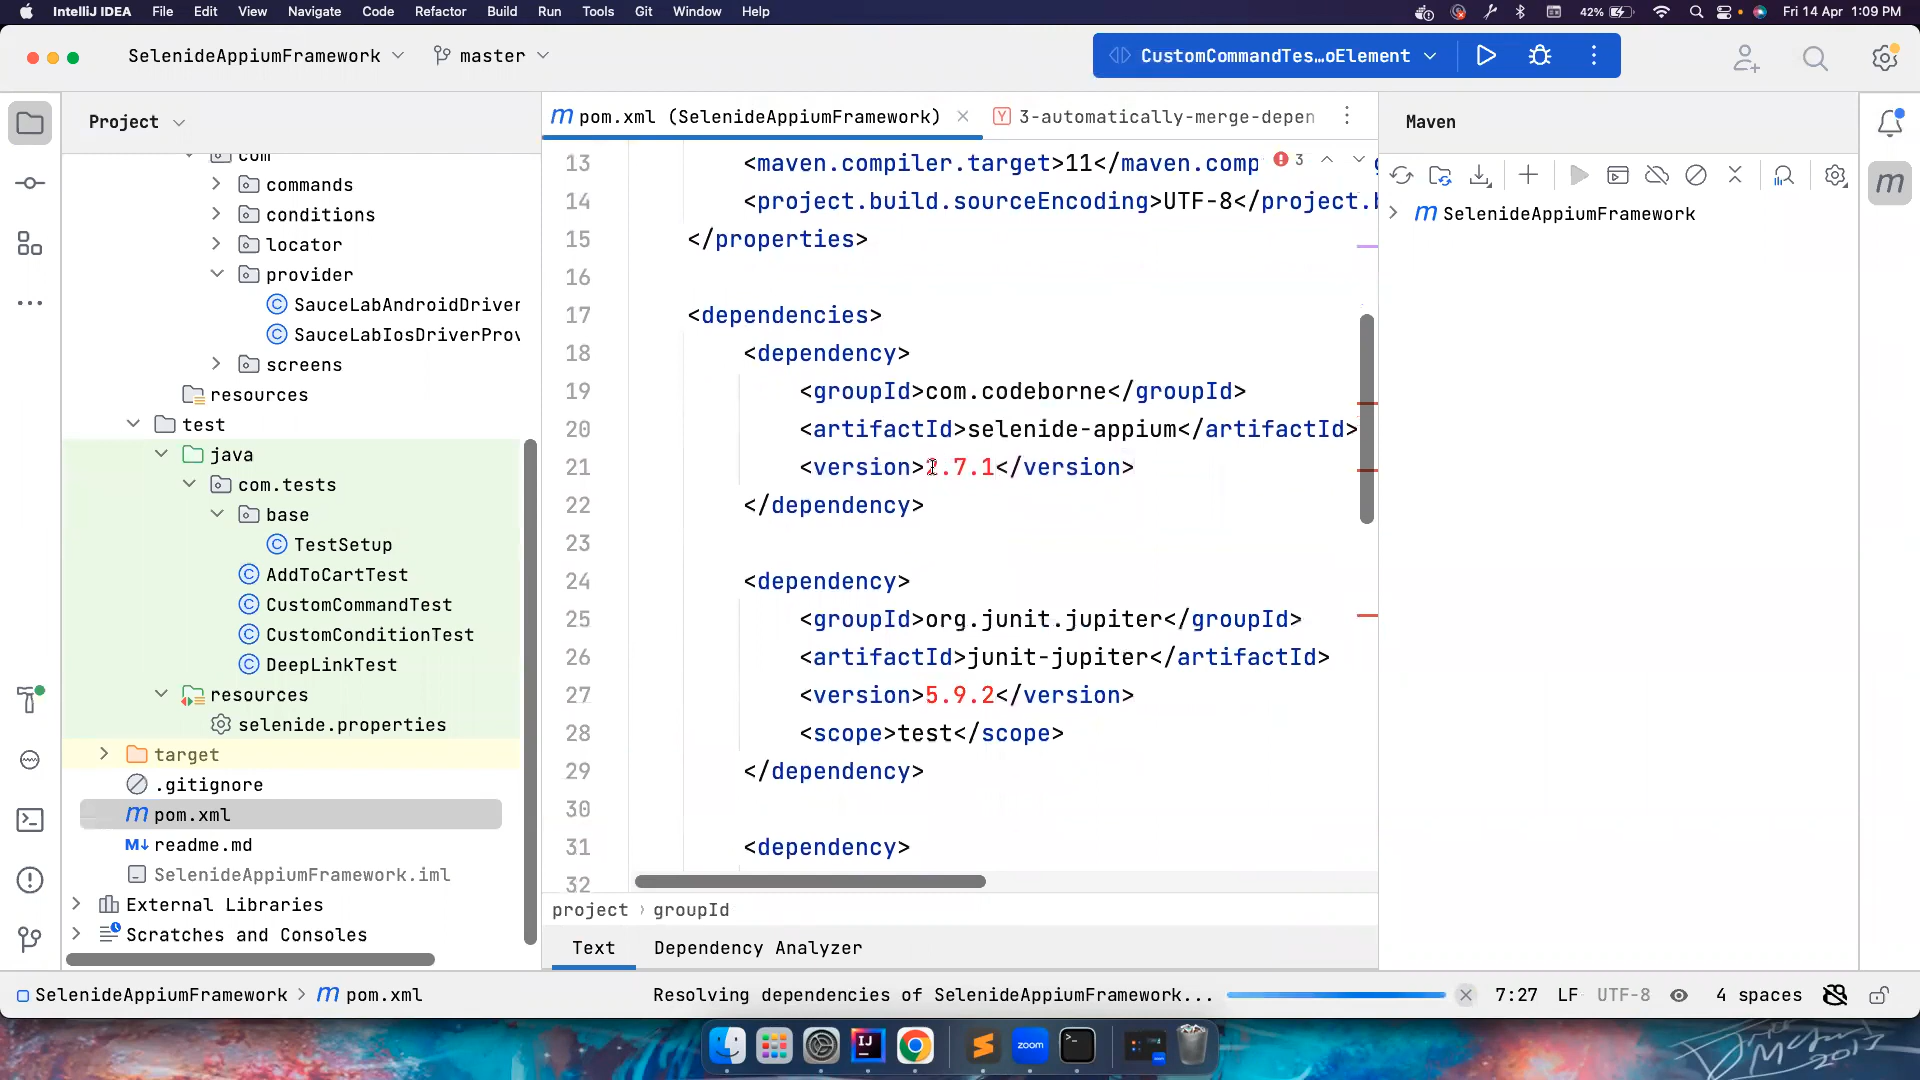 IntelliJ IDEA File Edit View Navigate Code Refactor Build Run Tools Git Window Help 42% Fri 14 Apr 1:09 PM
SelenideAppiumFramework master CustomCommandTes…oElement
Project
com
commands
conditions
locator
provider
SauceLabAndroidDriver
SauceLabIosDriverProv
screens
resources
test
java
com.tests
base
TestSetup
AddToCartTest
CustomCommandTest
CustomConditionTest
DeepLinkTest
resources
selenide.properties
target
.gitignore
pom.xml
readme.md
SelenideAppiumFramework.iml
External Libraries
Scratches and Consoles
pom.xml (SelenideAppiumFramework) 3-automatically-merge-depen
3
13 <maven.compiler.target>11</maven.comp
14 <project.build.sourceEncoding>UTF-8</project.b
15 </properties>
16
17 <dependencies>
18 <dependency>
19 <groupId>com.codeborne</groupId>
20 <artifactId>selenide-appium</artifactId>
21 <version>2.7.1</version>
22 </dependency>
23
24 <dependency>
25 <groupId>org.junit.jupiter</groupId>
26 <artifactId>junit-jupiter</artifactId>
27 <version>5.9.2</version>
28 <scope>test</scope>
29 </dependency>
30
31 <dependency>
32
project › groupId
Text Dependency Analyzer
Maven
SelenideAppiumFramework
SelenideAppiumFramework > pom.xml Resolving dependencies of SelenideAppiumFramework... 7:27 LF UTF-8 4 spaces
zoom
2017